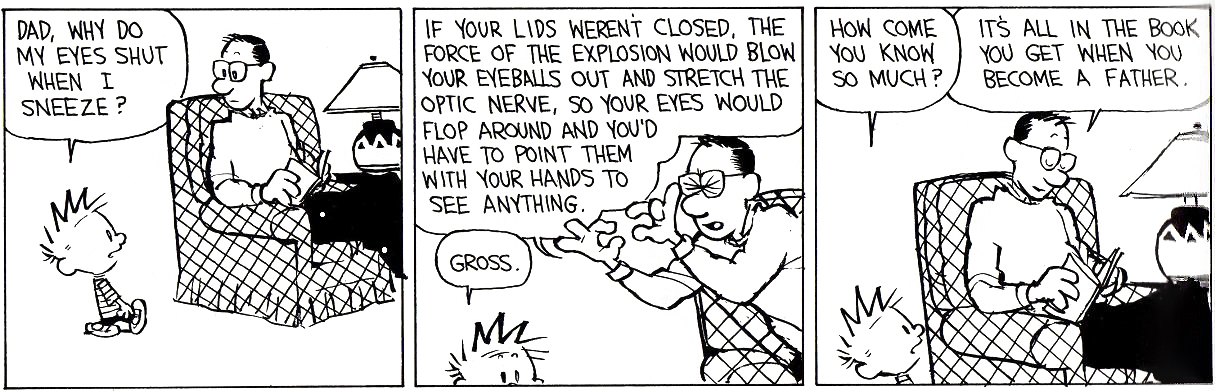 DAD, WHY DO
MY EYES SHUT
WHEN I
SNEEZE?
IF YOUR LIDS WEREN'T CLOSED, THE
FORCE OF THE EXPLOSION WOULD BLOW
YOUR EYEBALLS OUT AND STRETCH THE
OPTIC NERVE, SO YOUR EYES WOULD
FLOP AROUND AND YOU'D
HAVE TO POINT THEM
WITH YOUR HANDS TO
SEE ANYTHING.
GROSS.
HOW COME
YOU KNOW
SO MUCH?
IT'S ALL IN THE BOOK
YOU GET WHEN YOU
BECOME A FATHER.